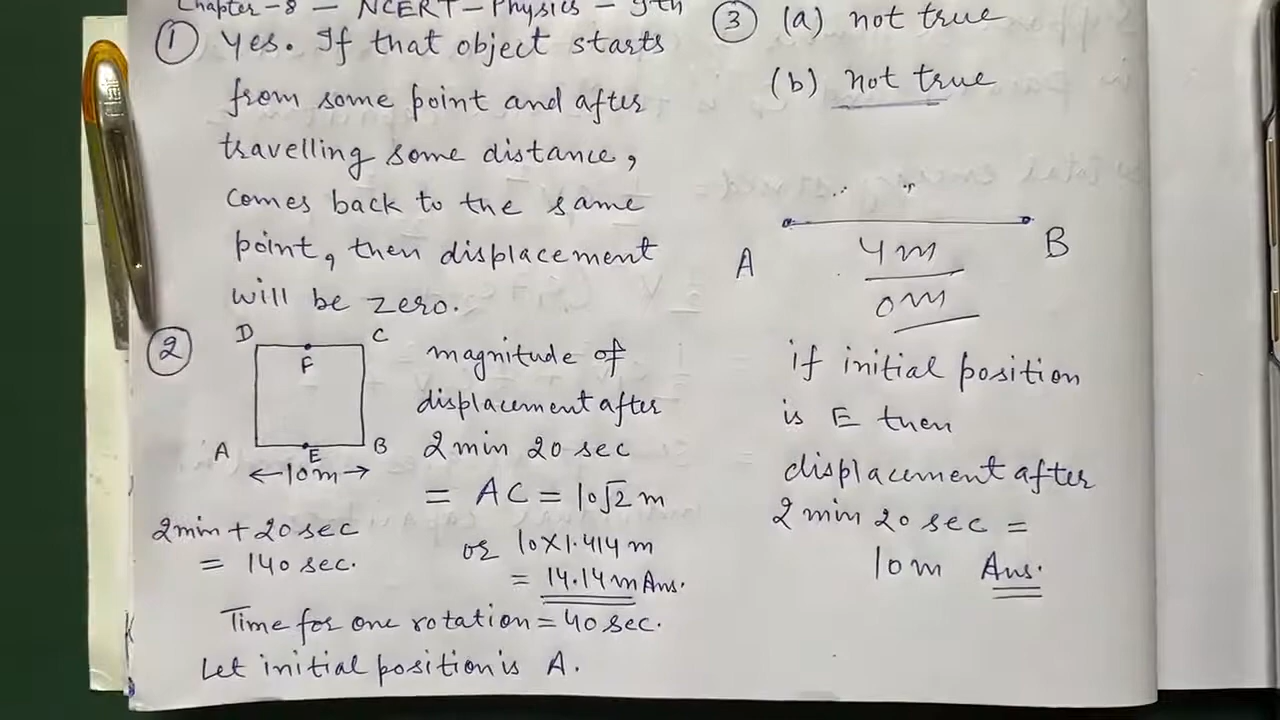 Chapter-8 - NCERT-Physics - 9th
① Yes. If that object starts
from some point and after
travelling some distance,
comes back to the same
point, then displacement
will be zero.
② D C
F
A E B
←10m→
magnitude of
displacement after
2 min 20 sec
= AC = 10√2 m
or 10×1.414 m
= 14.14 m Ans.
2min + 20 sec
= 140 sec.
Time for one rotation = 40 sec.
Let initial position is A.
③ (a) not true
(b) not true
A B
4m
0m
if initial position
is E then
displacement after
2 min 20 sec =
10m Ans.